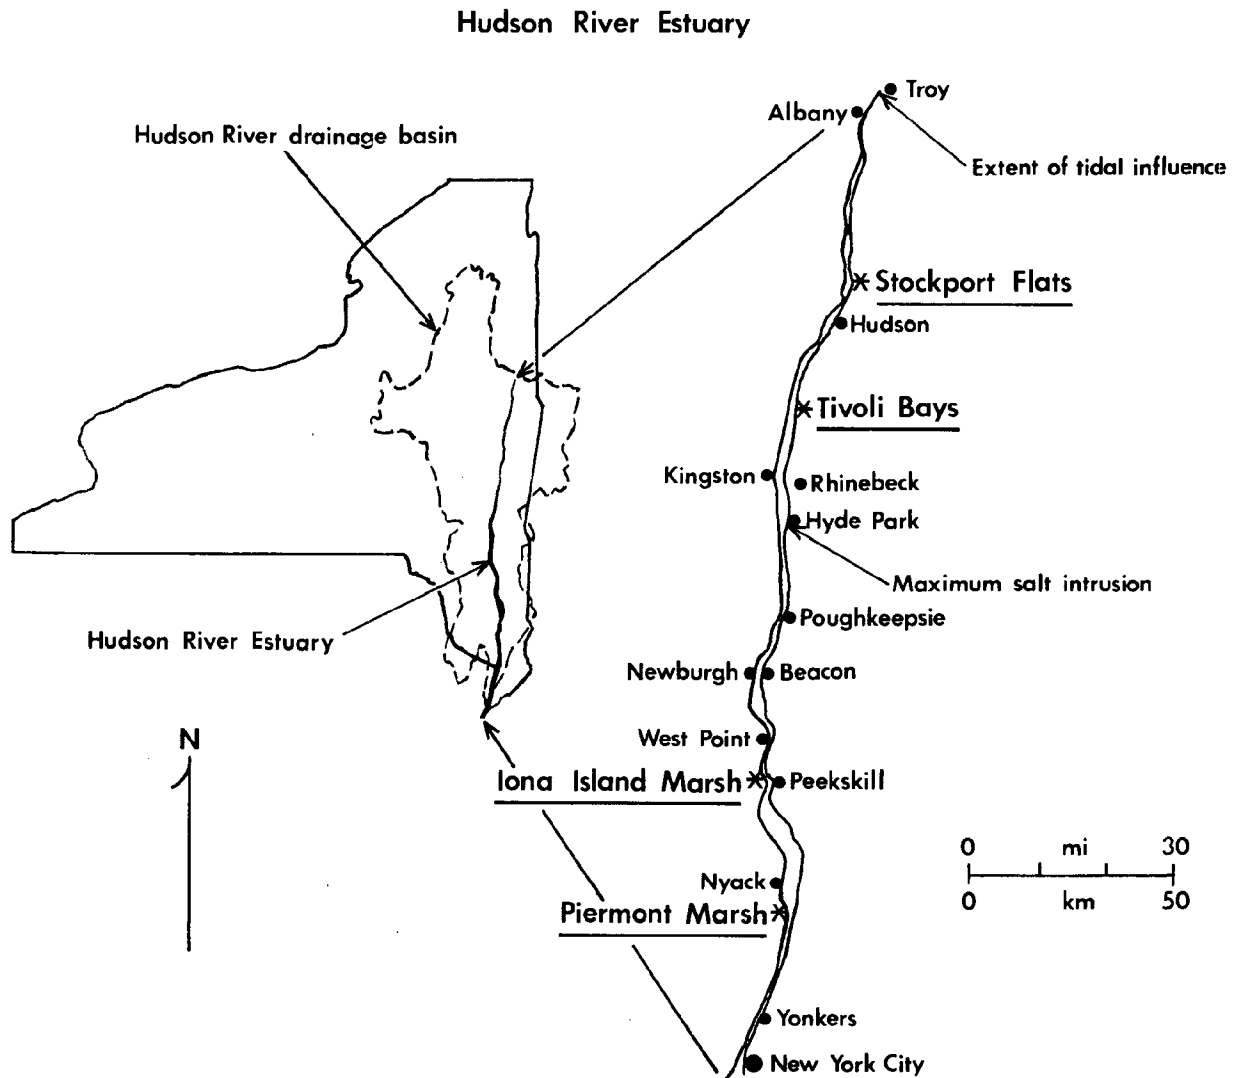 Hudson River Estuary
Troy
Albany
Hudson River drainage basin
Extent of tidal influence
Stockport Flats
Hudson
Tivoli Bays
Kingston
Rhinebeck
Hyde Park
Maximum salt intrusion
Poughkeepsie
Hudson River Estuary
Newburgh
Beacon
West Point
N
Iona Island Marsh
Peekskill
0 mi 30
Nyack
0 km 50
Piermont Marsh
Yonkers
New York City